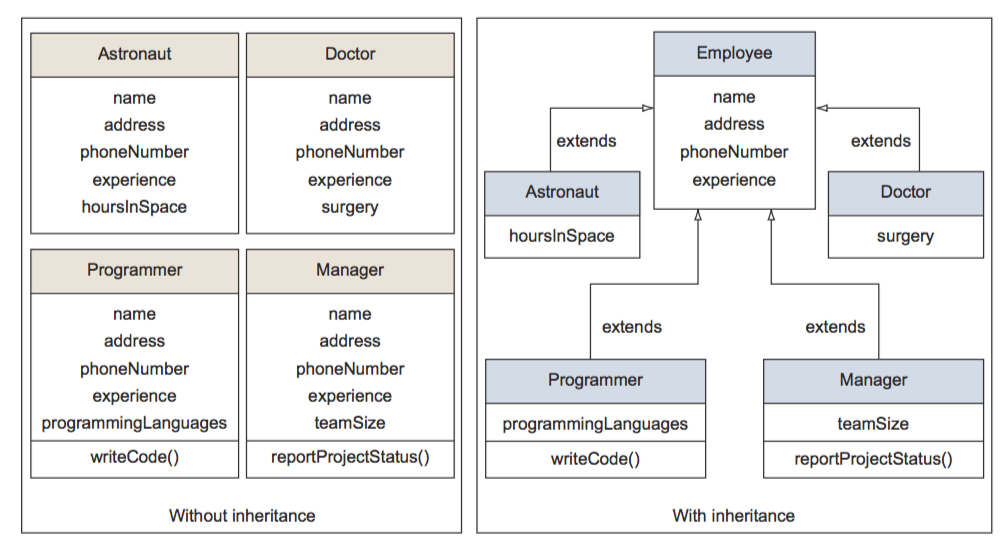 Astronaut
name
address
phoneNumber
experience
hoursInSpace
Doctor
name
address
phoneNumber
experience
surgery
Programmer
name
address
phoneNumber
experience
programmingLanguages
writeCode()
Manager
name
address
phoneNumber
experience
teamSize
reportProjectStatus()
Without inheritance
Employee
name
address
phoneNumber
experience
extends
extends
Astronaut
hoursInSpace
Doctor
surgery
extends
extends
Programmer
programmingLanguages
writeCode()
Manager
teamSize
reportProjectStatus()
With inheritance